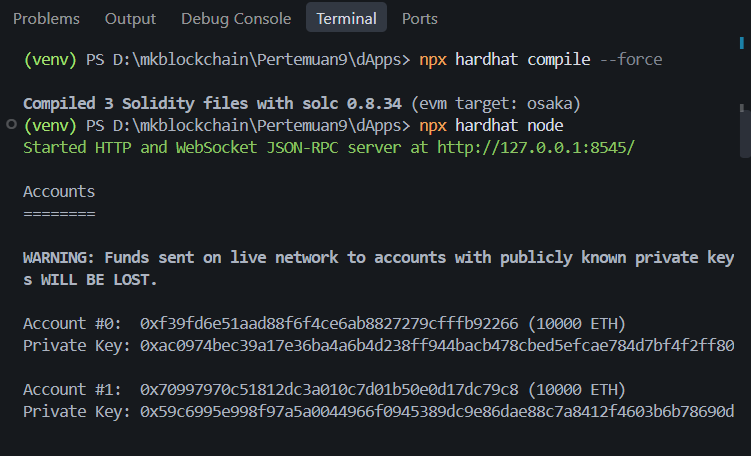 Problems Output Debug Console Terminal Ports
(venv) PS D:\mkblockchain\Pertemuan9\dApps> npx hardhat compile --force
Compiled 3 Solidity files with solc 0.8.34 (evm target: osaka)
(venv) PS D:\mkblockchain\Pertemuan9\dApps> npx hardhat node
Started HTTP and WebSocket JSON-RPC server at http://127.0.0.1:8545/
Accounts
========
WARNING: Funds sent on live network to accounts with publicly known private key
s WILL BE LOST.
Account #0:  0xf39fd6e51aad88f6f4ce6ab8827279cfffb92266 (10000 ETH)
Private Key: 0xac0974bec39a17e36ba4a6b4d238ff944bacb478cbed5efcae784d7bf4f2ff80
Account #1:  0x70997970c51812dc3a010c7d01b50e0d17dc79c8 (10000 ETH)
Private Key: 0x59c6995e998f97a5a0044966f0945389dc9e86dae88c7a8412f4603b6b78690d